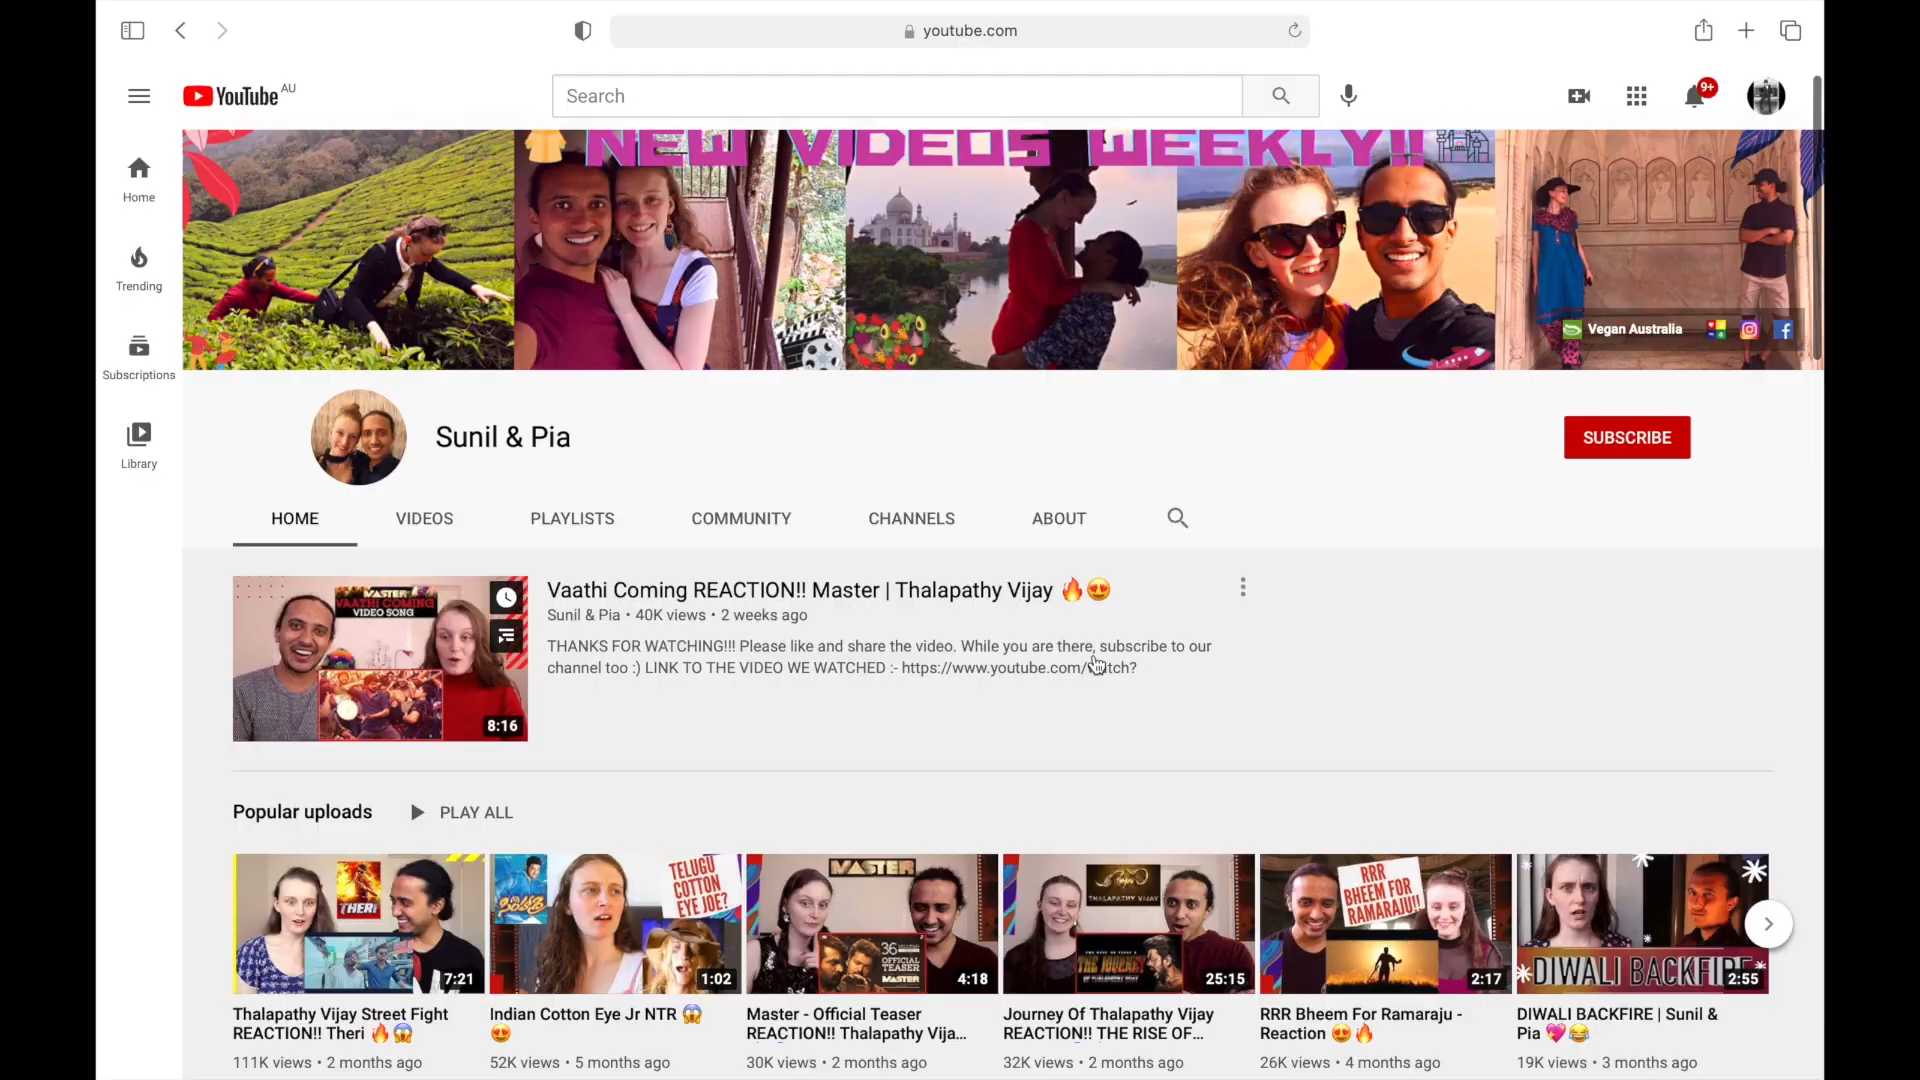 youtube.com
YouTube AU
Search
9+
NEW VIDEOS WEEKLY!!
Home
Trending
Subscriptions
Library
Vegan Australia
Sunil & Pia
SUBSCRIBE
HOME VIDEOS PLAYLISTS COMMUNITY CHANNELS ABOUT
MASTER
VAATHI COMING
VIDEO SONG
8:16
Vaathi Coming REACTION!! Master | Thalapathy Vijay 🔥😍
Sunil & Pia • 40K views • 2 weeks ago
THANKS FOR WATCHING!!! Please like and share the video. While you are there, subscribe to our
channel too :) LINK TO THE VIDEO WE WATCHED :- https://www.youtube.com/watch?
Popular uploads PLAY ALL
THERI
7:21
TELUGU
COTTON
EYE JOE?
1:02
MASTER
36
OFFICIAL
TEASER
MASTER
4:18
THALAPATHY VIJAY
THE JOURNEY
25:15
RRR
BHEEM FOR
RAMARAJU!!
2:17
DIWALI BACKFIRE
2:55
Thalapathy Vijay Street Fight
REACTION!! Theri 🔥😱
111K views • 2 months ago
Indian Cotton Eye Jr NTR 😱
😍
52K views • 5 months ago
Master - Official Teaser
REACTION!! Thalapathy Vija...
30K views • 2 months ago
Journey Of Thalapathy Vijay
REACTION!! THE RISE OF...
32K views • 2 months ago
RRR Bheem For Ramaraju -
Reaction 😍🔥
26K views • 4 months ago
DIWALI BACKFIRE | Sunil &
Pia 💖😂
19K views • 3 months ago